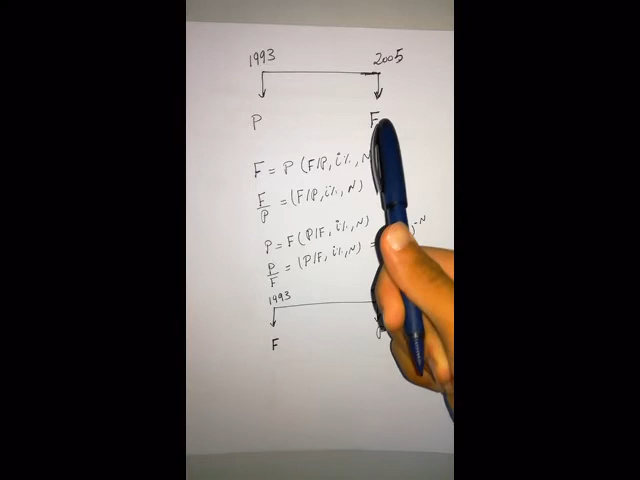 1993 2005
P F
F = P (F/P, i%, N
F/P = (F/P, i%, N)
P = F (P/F, i%, N)
P/F = (P/F, i%, N) = )^-N
1993
F